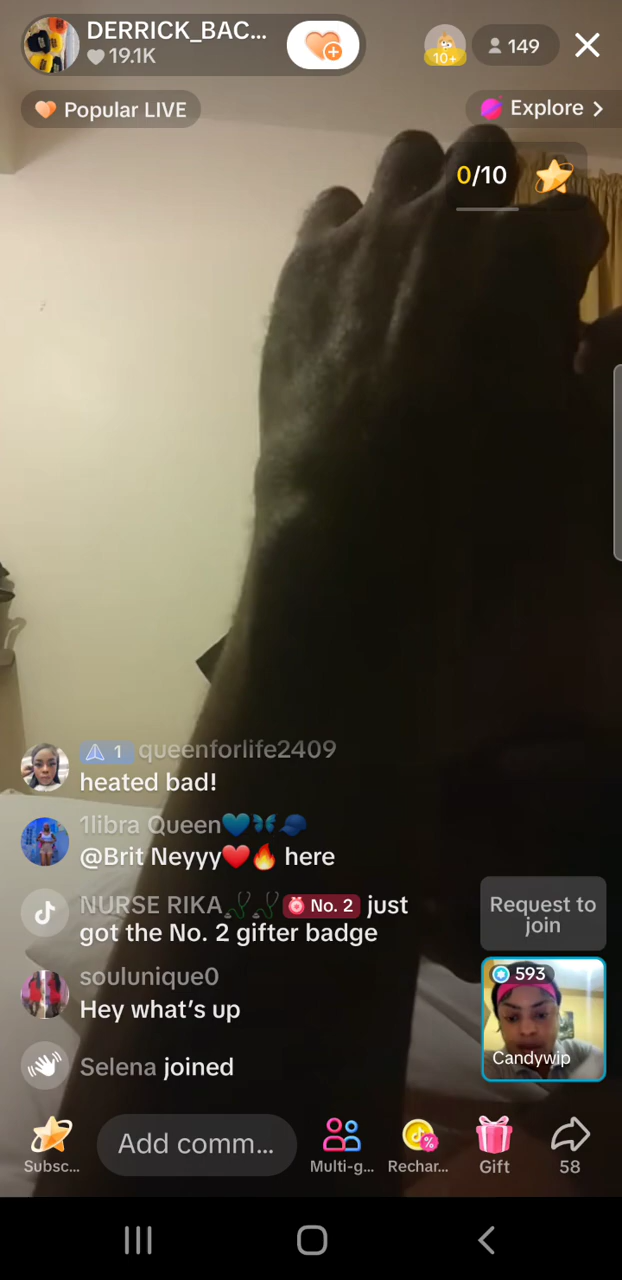 DERRICK_BAC...
19.1K
10+
149
Popular LIVE
Explore
0/10
1 queenforlife2409
heated bad!
1libra Queen💙🦋🧢
@Brit Neyyy❤️🔥 here
NURSE RIKA🩺🩺 No. 2 just
got the No. 2 gifter badge
soulunique0
Hey what's up
Selena joined
Request to
join
593
Candywip
Add comm...
Subsc...
Multi-g...
Rechar...
Gift
58